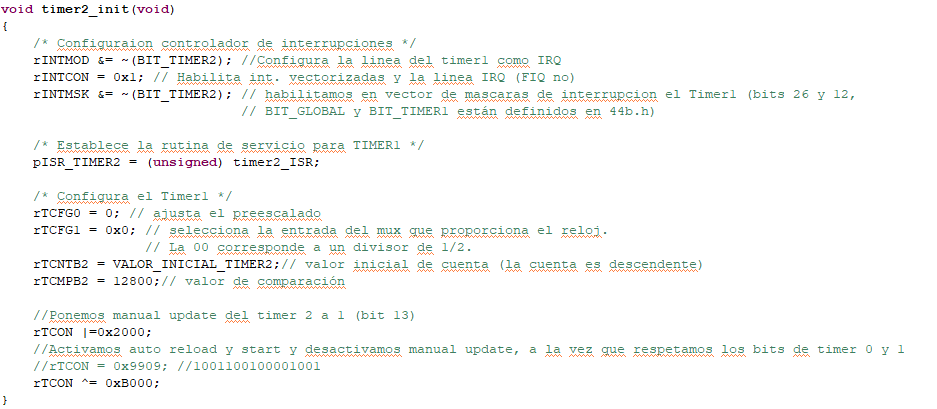 void timer2_init(void)
{
/* Configuraion controlador de interrupciones */
rINTMOD &= ~(BIT_TIMER2); //Configura la linea del timer1 como IRQ
rINTCON = 0x1; // Habilita int. vectorizadas y la linea IRQ (FIQ no)
rINTMSK &= ~(BIT_TIMER2); // habilitamos en vector de mascaras de interrupcion el Timer1 (bits 26 y 12,
// BIT_GLOBAL y BIT_TIMER1 están definidos en 44b.h)
/* Establece la rutina de servicio para TIMER1 */
pISR_TIMER2 = (unsigned) timer2_ISR;
/* Configura el Timer1 */
rTCFG0 = 0; // ajusta el preescalado
rTCFG1 = 0x0; // selecciona la entrada del mux que proporciona el reloj.
// La 00 corresponde a un divisor de 1/2.
rTCNTB2 = VALOR_INICIAL_TIMER2;// valor inicial de cuenta (la cuenta es descendente)
rTCMPB2 = 12800;// valor de comparación
//Ponemos manual update del timer 2 a 1 (bit 13)
rTCON |=0x2000;
//Activamos auto reload y start y desactivamos manual update, a la vez que respetamos los bits de timer 0 y 1
//rTCON = 0x9909; //1001100100001001
rTCON ^= 0xB000;
}